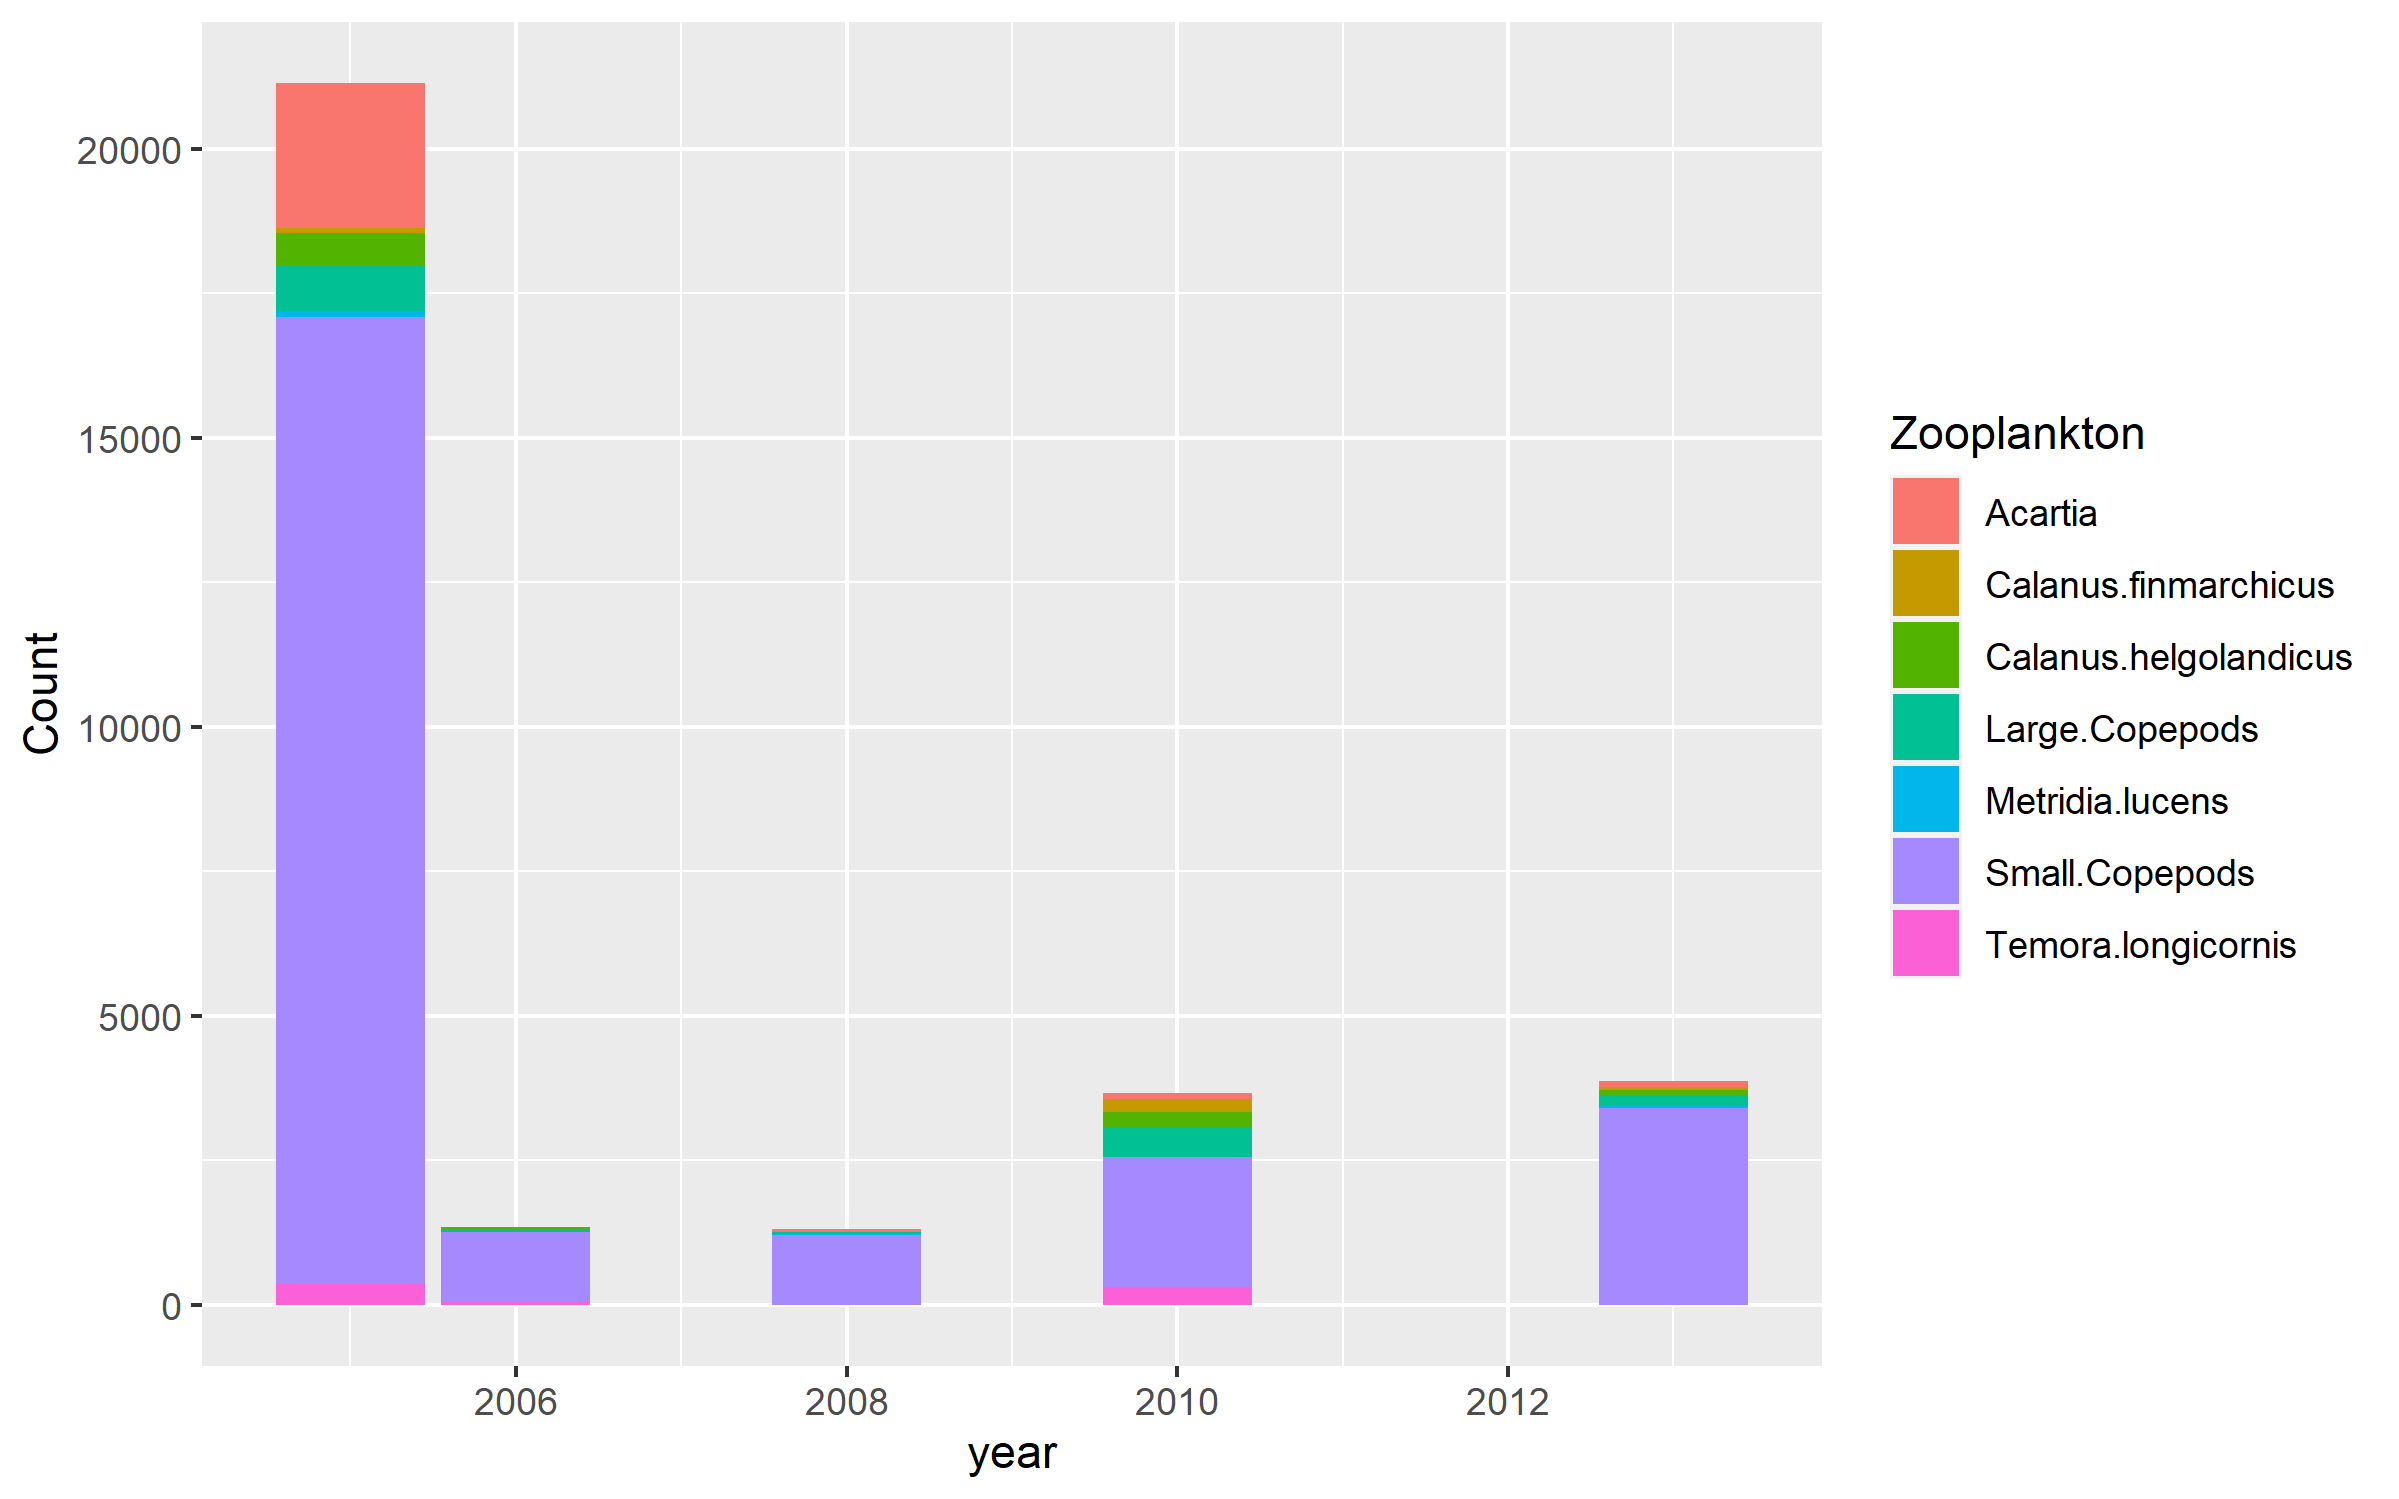 20000
15000
10000
5000
0
Count
2006 2008 2010 2012
year
Zooplankton
Acartia
Calanus.finmarchicus
Calanus.helgolandicus
Large.Copepods
Metridia.lucens
Small.Copepods
Temora.longicornis